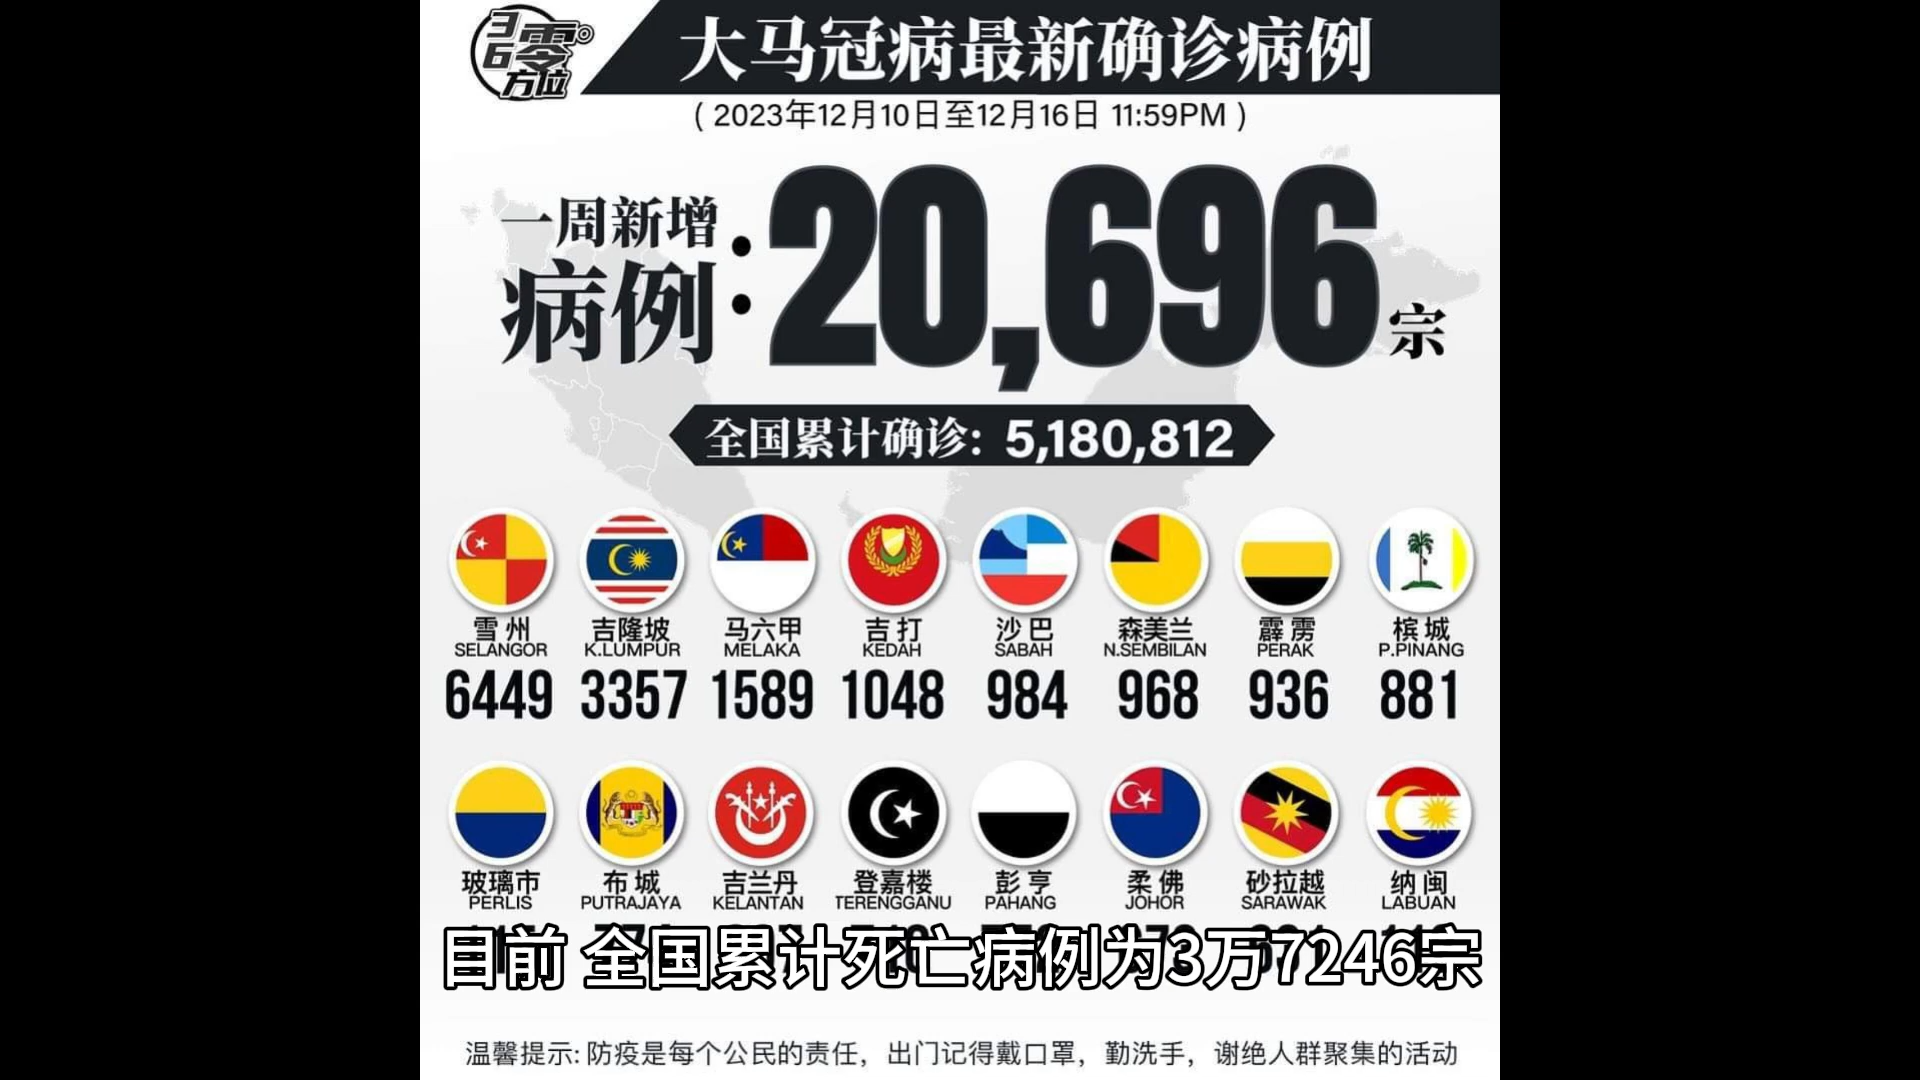 36零°
方位
大马冠病最新确诊病例
( 2023年12月10日至12月16日 11:59PM )
一周新增
病例:
20,696宗
全国累计确诊: 5,180,812
雪州 吉隆坡 马六甲 吉打 沙巴 森美兰 霹雳 槟城
SELANGOR K.LUMPUR MELAKA KEDAH SABAH N.SEMBILAN PERAK P.PINANG
6449 3357 1589 1048 984 968 936 881
玻璃市 布城 吉兰丹 登嘉楼 彭亨 柔佛 砂拉越 纳闽
PERLIS PUTRAJAYA KELANTAN TERENGGANU PAHANG JOHOR SARAWAK LABUAN
目前 全国累计死亡病例为3万7246宗
温馨提示: 防疫是每个公民的责任，出门记得戴口罩，勤洗手，谢绝人群聚集的活动